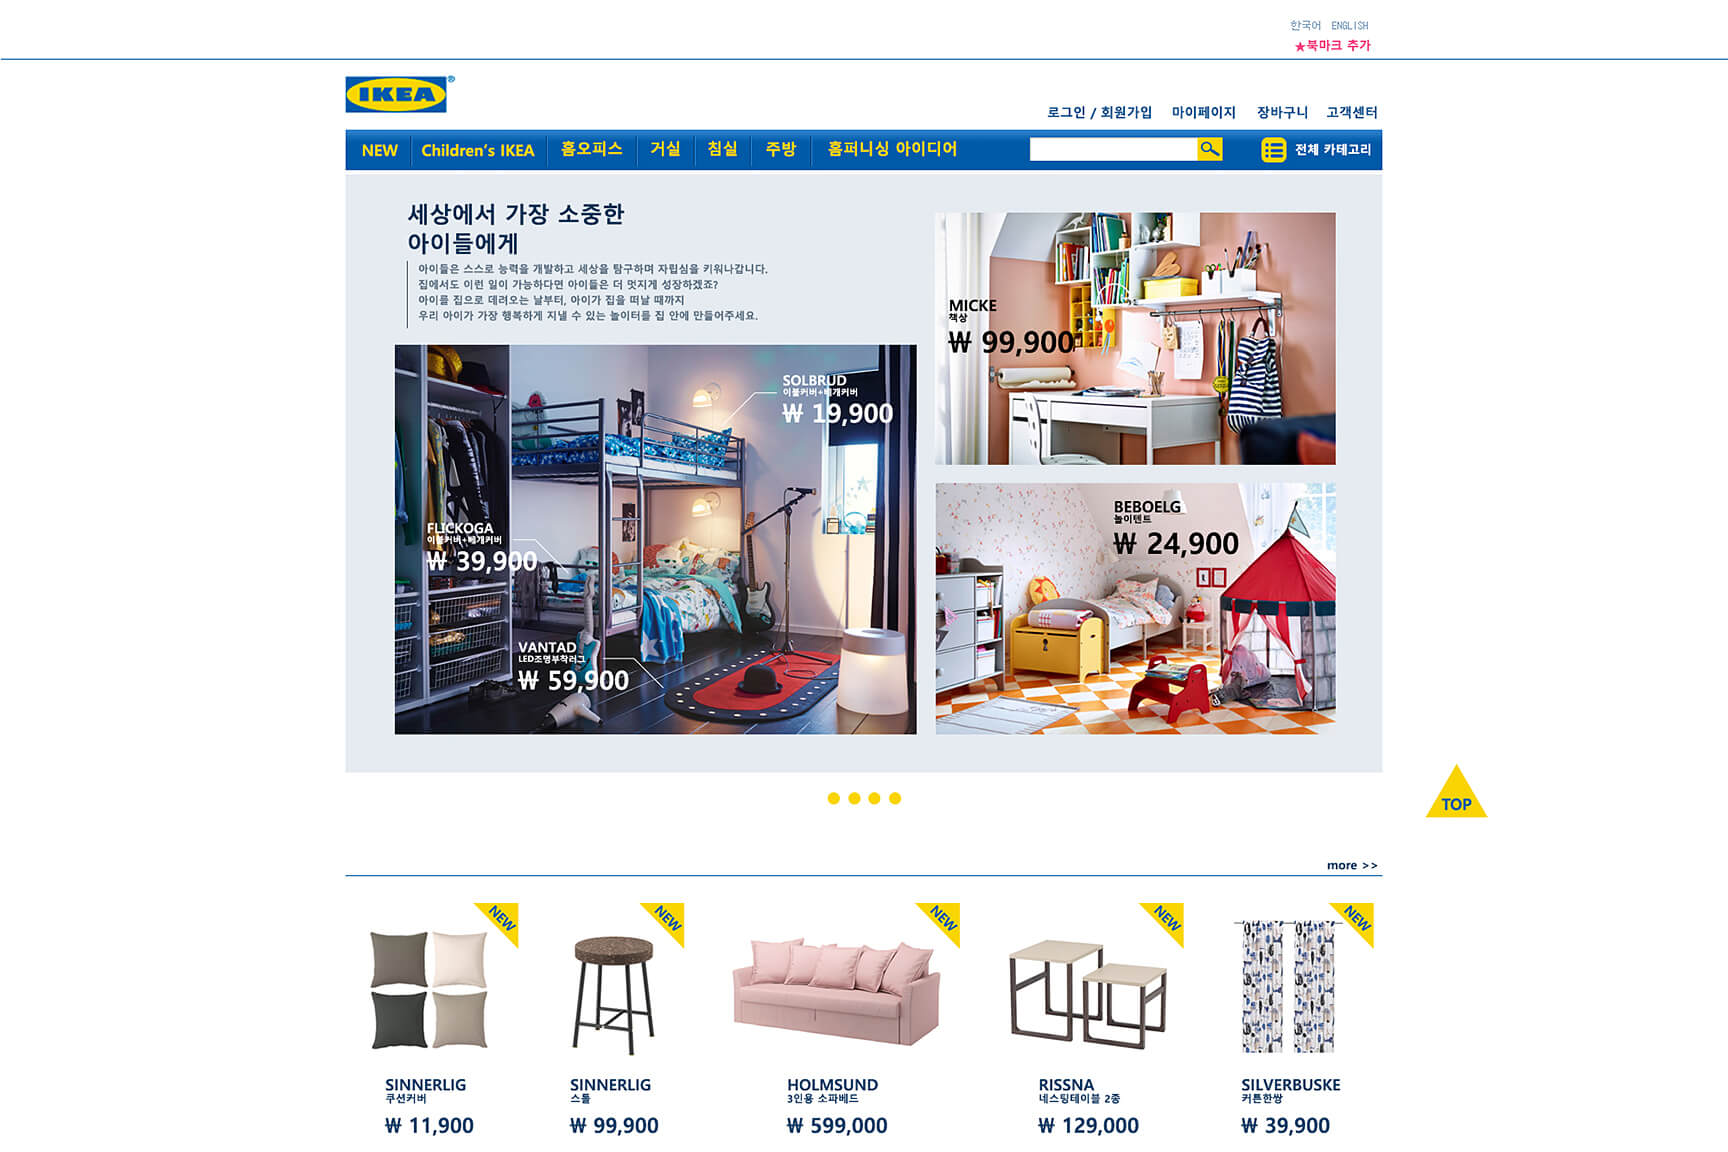 한국어 ENGLISH
★북마크 추가
IKEA®
로그인 / 회원가입 마이페이지 장바구니 고객센터
NEW Children's IKEA 홈오피스 거실 침실 주방 홈퍼니싱 아이디어 전체 카테고리
세상에서 가장 소중한
아이들에게
아이들은 스스로 능력을 개발하고 세상을 탐구하며 자립심을 키워나갑니다.
집에서도 이런 일이 가능하다면 아이들은 더 멋지게 성장하겠죠?
아이를 집으로 데려오는 날부터, 아이가 집을 떠날 때까지
우리 아이가 가장 행복하게 지낼 수 있는 놀이터를 집 안에 만들어주세요.
MICKE
책상
₩ 99,900
SOLBRUD
이불커버+베개커버
₩ 19,900
FLICKOGA
이불커버+베개커버
₩ 39,900
VANTAD
LED조명부착러그
₩ 59,900
BEBOELG
놀이텐트
₩ 24,900
TOP
more >>
NEW
SINNERLIG
쿠션커버
₩ 11,900
NEW
SINNERLIG
스툴
₩ 99,900
NEW
HOLMSUND
3인용 소파베드
₩ 599,000
NEW
RISSNA
네스팅테이블 2종
₩ 129,000
NEW
SILVERBUSKE
커튼한쌍
₩ 39,900